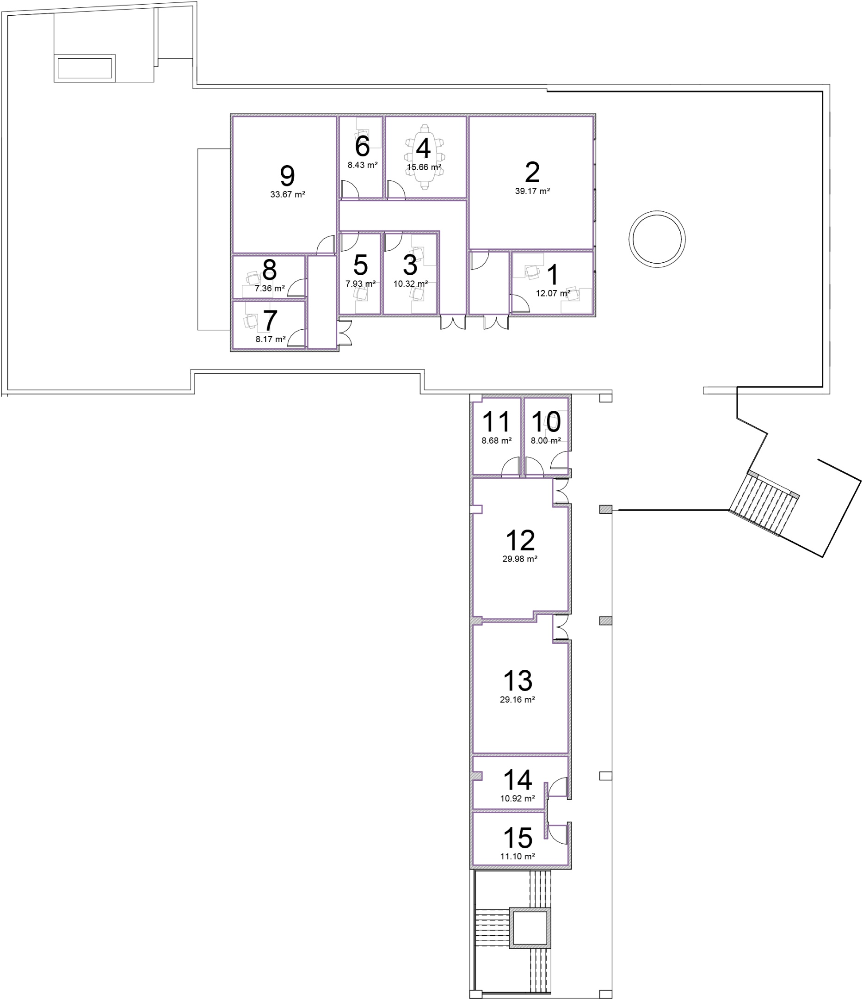 6
8.43 m²
4
15.66 m²
2
39.17 m²
9
33.67 m²
5
7.93 m²
3
10.32 m²
8
7.36 m²
1
12.07 m²
7
8.17 m²
11
8.68 m²
10
8.00 m²
12
29.98 m²
13
29.16 m²
14
10.92 m²
15
11.10 m²